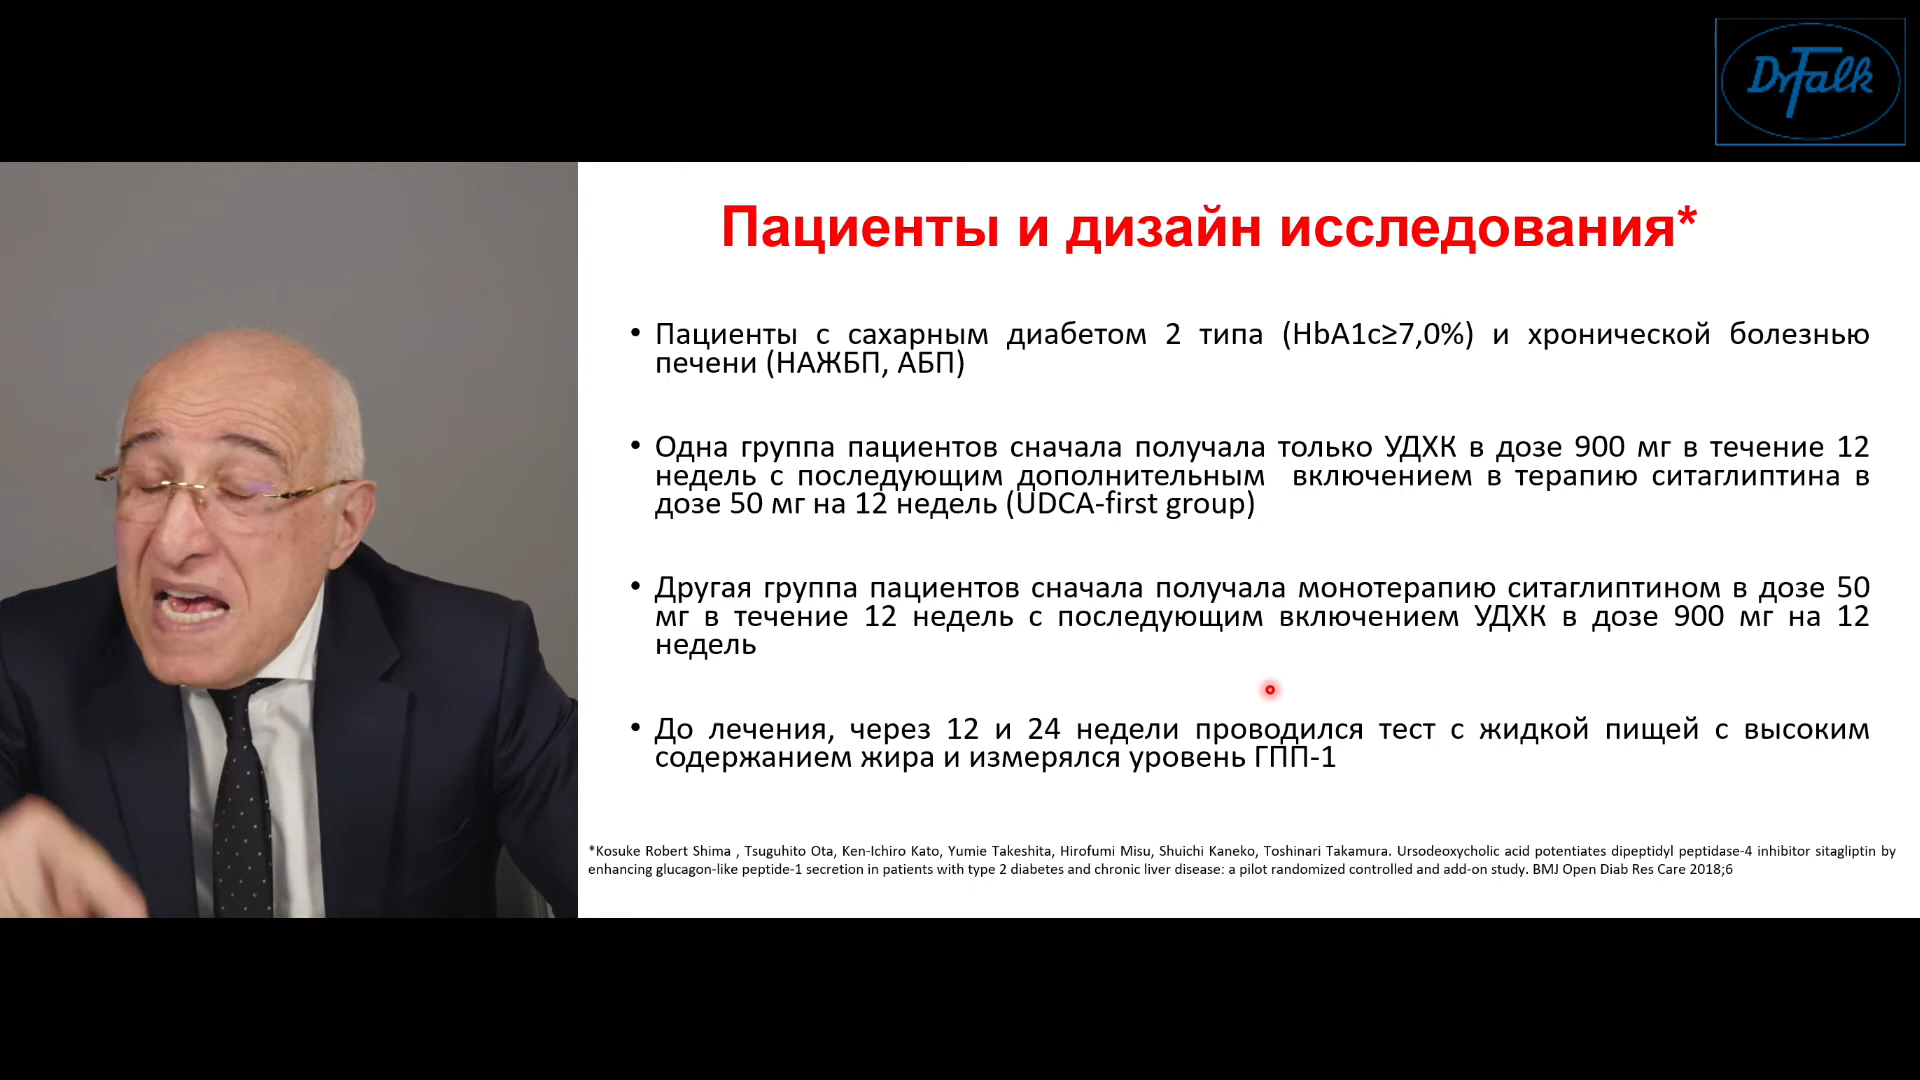 Dr Falk
Пациенты и дизайн исследования*
• Пациенты с сахарным диабетом 2 типа (HbA1c≥7,0%) и хронической болезнью
печени (НАЖБП, АБП)
• Одна группа пациентов сначала получала только УДХК в дозе 900 мг в течение 12
недель с последующим дополнительным включением в терапию ситаглиптина в
дозе 50 мг на 12 недель (UDCA-first group)
• Другая группа пациентов сначала получала монотерапию ситаглиптином в дозе 50
мг в течение 12 недель с последующим включением УДХК в дозе 900 мг на 12
недель
• До лечения, через 12 и 24 недели проводился тест с жидкой пищей с высоким
содержанием жира и измерялся уровень ГПП-1
*Kosuke Robert Shima , Tsuguhito Ota, Ken-Ichiro Kato, Yumie Takeshita, Hirofumi Misu, Shuichi Kaneko, Toshinari Takamura. Ursodeoxycholic acid potentiates dipeptidyl peptidase-4 inhibitor sitagliptin by
enhancing glucagon-like peptide-1 secretion in patients with type 2 diabetes and chronic liver disease: a pilot randomized controlled and add-on study. BMJ Open Diab Res Care 2018;6